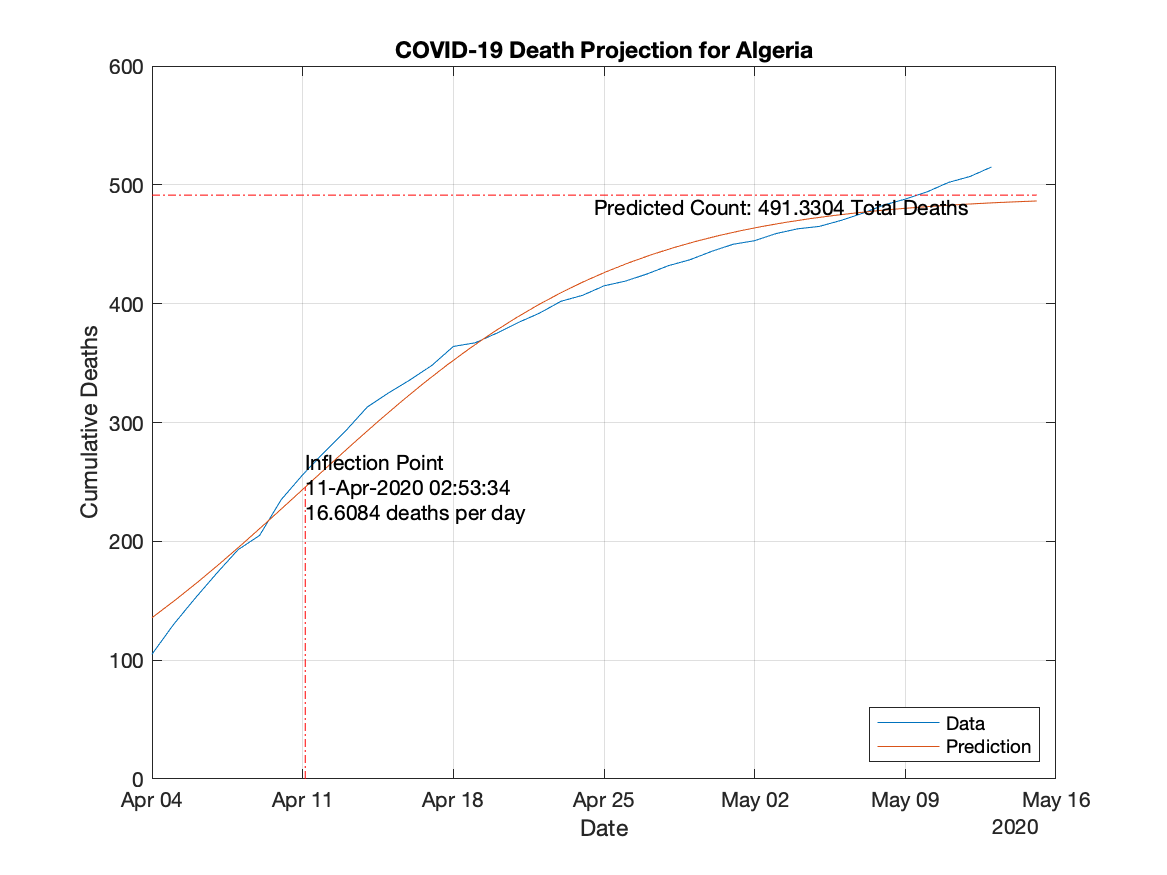 COVID-19 Death Projection for Algeria
600
500
400
300
200
100
0
Cumulative Deaths
Predicted Count: 491.3304 Total Deaths
Inflection Point
11-Apr-2020 02:53:34
16.6084 deaths per day
Data
Prediction
Apr 04 Apr 11 Apr 18 Apr 25 May 02 May 09 May 16
Date
2020